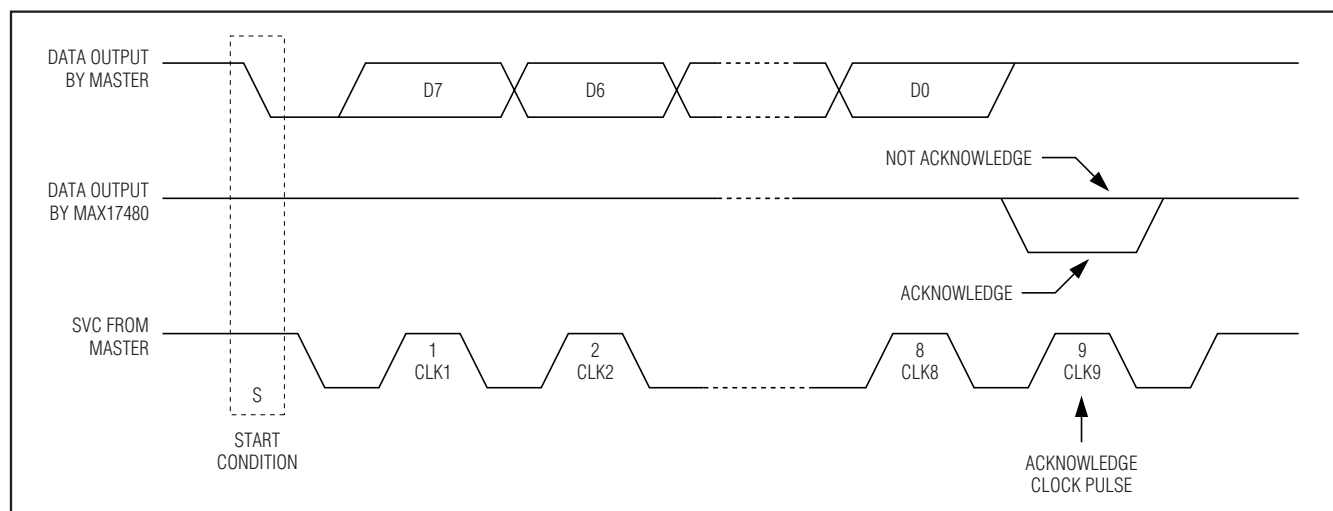 DATA OUTPUT
BY MASTER
D7
D6
D0
NOT ACKNOWLEDGE
DATA OUTPUT
BY MAX17480
ACKNOWLEDGE
SVC FROM
MASTER
1
CLK1
2
CLK2
8
CLK8
9
CLK9
S
START
CONDITION
ACKNOWLEDGE
CLOCK PULSE